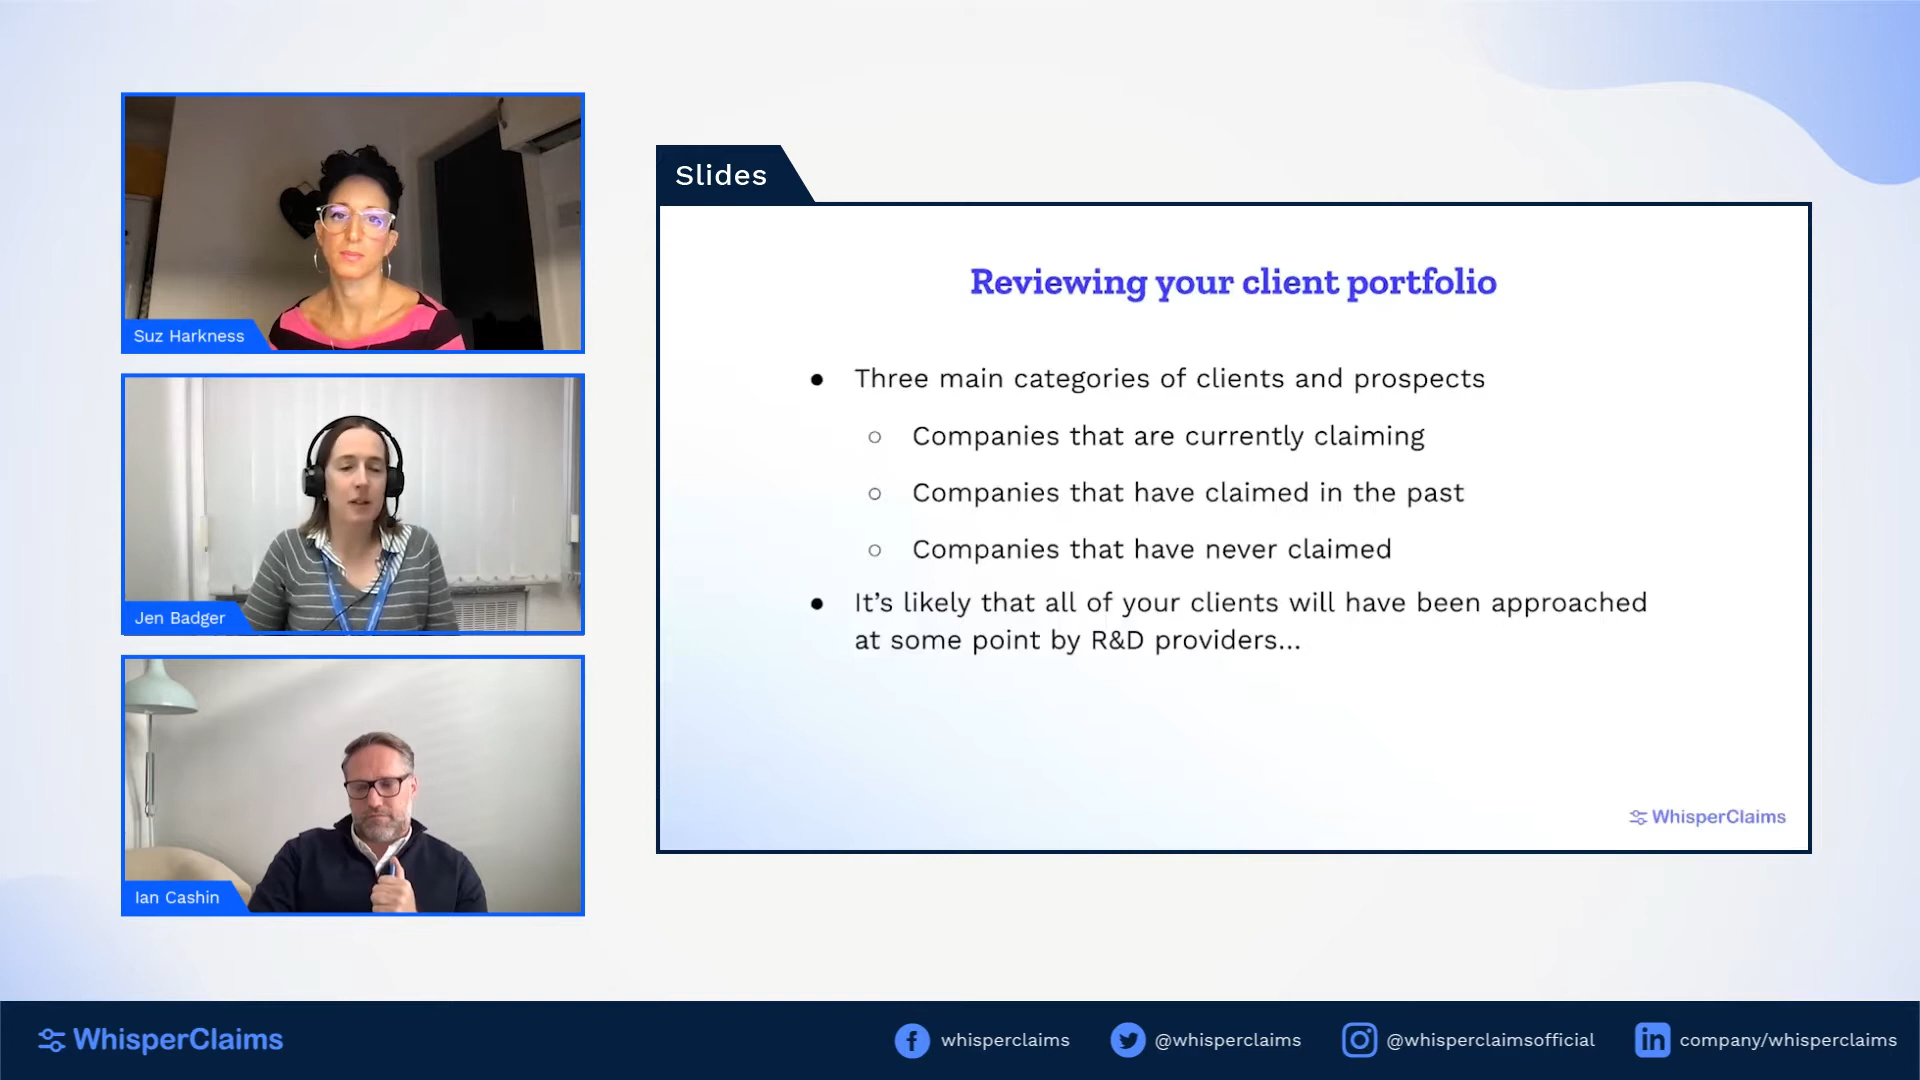 Suz Harkness
Jen Badger
Ian Cashin
Slides
Reviewing your client portfolio
● Three main categories of clients and prospects
○ Companies that are currently claiming
○ Companies that have claimed in the past
○ Companies that have never claimed
● It’s likely that all of your clients will have been approached
at some point by R&D providers...
WhisperClaims
WhisperClaims
whisperclaims
@whisperclaims
@whisperclaimsofficial
company/whisperclaims